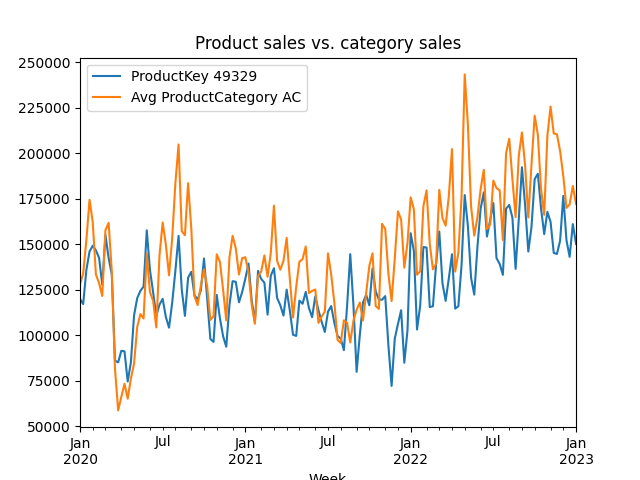 Product sales vs. category sales
250000
225000
200000
175000
150000
125000
100000
75000
50000
ProductKey 49329
Avg ProductCategory AC
Jan
2020
Jul
Jan
2021
Jul
Jan
2022
Jul
Jan
2023
Week